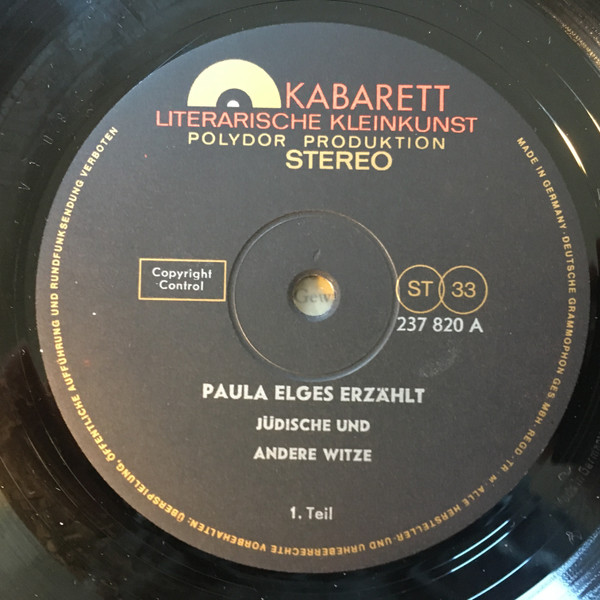 KABARETT
LITERARISCHE KLEINKUNST
POLYDOR PRODUKTION
STEREO
Copyright
Control
ST 33
237 820 A
PAULA ELGES ERZÄHLT
JÜDISCHE UND
ANDERE WITZE
1. Teil
MADE IN GERMANY · DEUTSCHE GRAMMOPHON GES. MBH · REGD · TR · M · ALLE HERSTELLER- UND URHEBERRECHTE VORBEHALTEN: ÜBERSPIELUNG, ÖFFENTLICHE AUFFÜHRUNG UND RUNDFUNKSENDUNG VERBOTEN